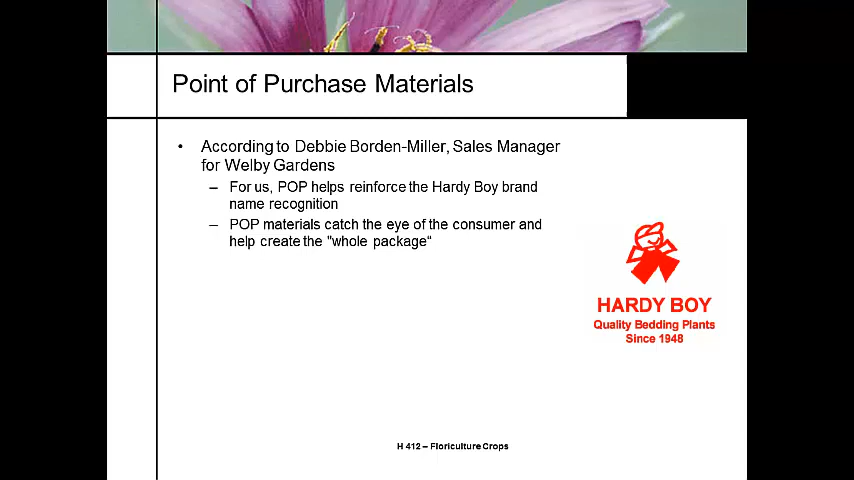 Point of Purchase Materials
• According to Debbie Borden-Miller, Sales Manager
for Welby Gardens
– For us, POP helps reinforce the Hardy Boy brand
name recognition
– POP materials catch the eye of the consumer and
help create the "whole package"
HARDY BOY
Quality Bedding Plants
Since 1948
H 412 – Floriculture Crops